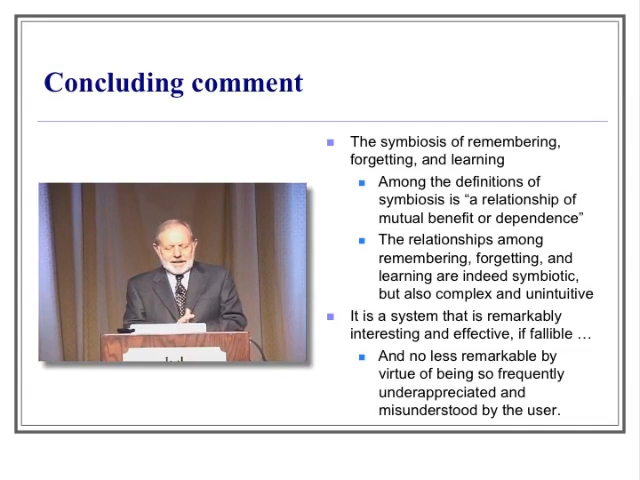 Concluding comment
The symbiosis of remembering,
forgetting, and learning
Among the definitions of
symbiosis is “a relationship of
mutual benefit or dependence”
The relationships among
remembering, forgetting, and
learning are indeed symbiotic,
but also complex and unintuitive
It is a system that is remarkably
interesting and effective, if fallible …
And no less remarkable by
virtue of being so frequently
underappreciated and
misunderstood by the user.